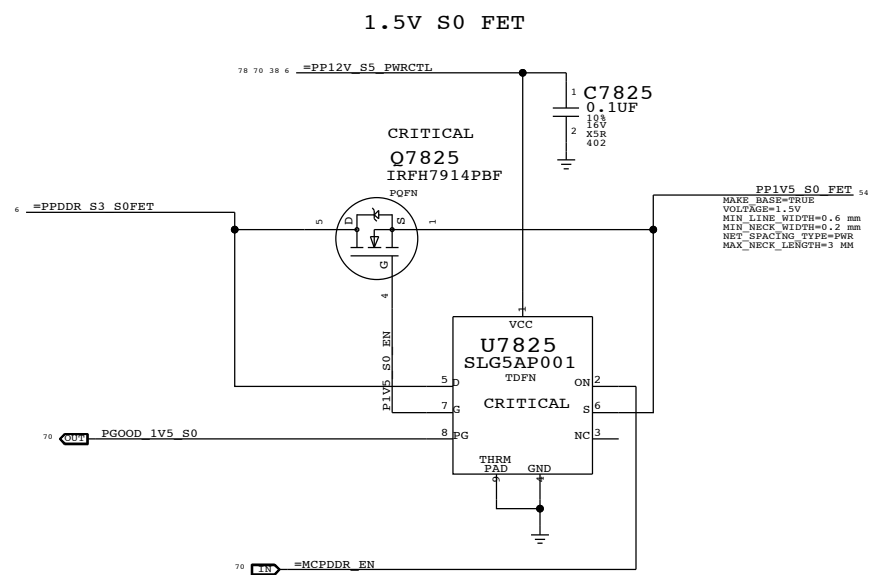 1.5V S0 FET
78 70 38 6
=PP12V_S5_PWRCTL
1
C7825
0.1UF
10%
16V
X5R
402
2
CRITICAL
Q7825
IRFH7914PBF
PQFN
6
=PPDDR_S3_S0FET
5
D
S
1
G
4
PP1V5_S0_FET
54
MAKE_BASE=TRUE
VOLTAGE=1.5V
MIN_LINE_WIDTH=0.6 mm
MIN_NECK_WIDTH=0.2 mm
NET_SPACING_TYPE=PWR
MAX_NECK_LENGTH=3 MM
P1V5_S0_EN
1
VCC
U7825
SLG5AP001
TDFN
5
D
ON
2
CRITICAL
7
G
S
6
70
OUT
PGOOD_1V5_S0
8
PG
NC
3
THRM
PAD
GND
9
4
70
IN
=MCPDDR_EN